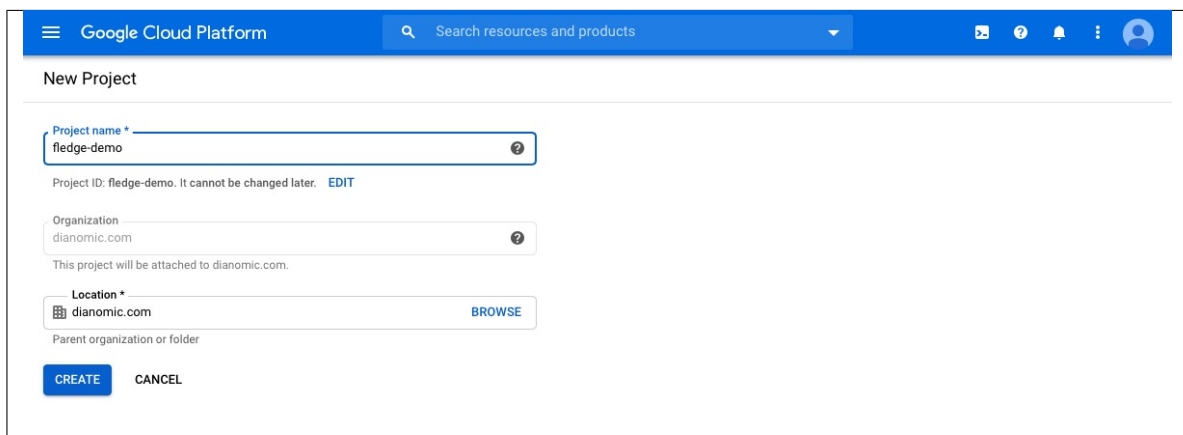 Google Cloud Platform
Search resources and products
New Project
Project name *
fledge-demo
Project ID: fledge-demo. It cannot be changed later. EDIT
Organization
dianomic.com
This project will be attached to dianomic.com.
Location *
dianomic.com BROWSE
Parent organization or folder
CREATE CANCEL